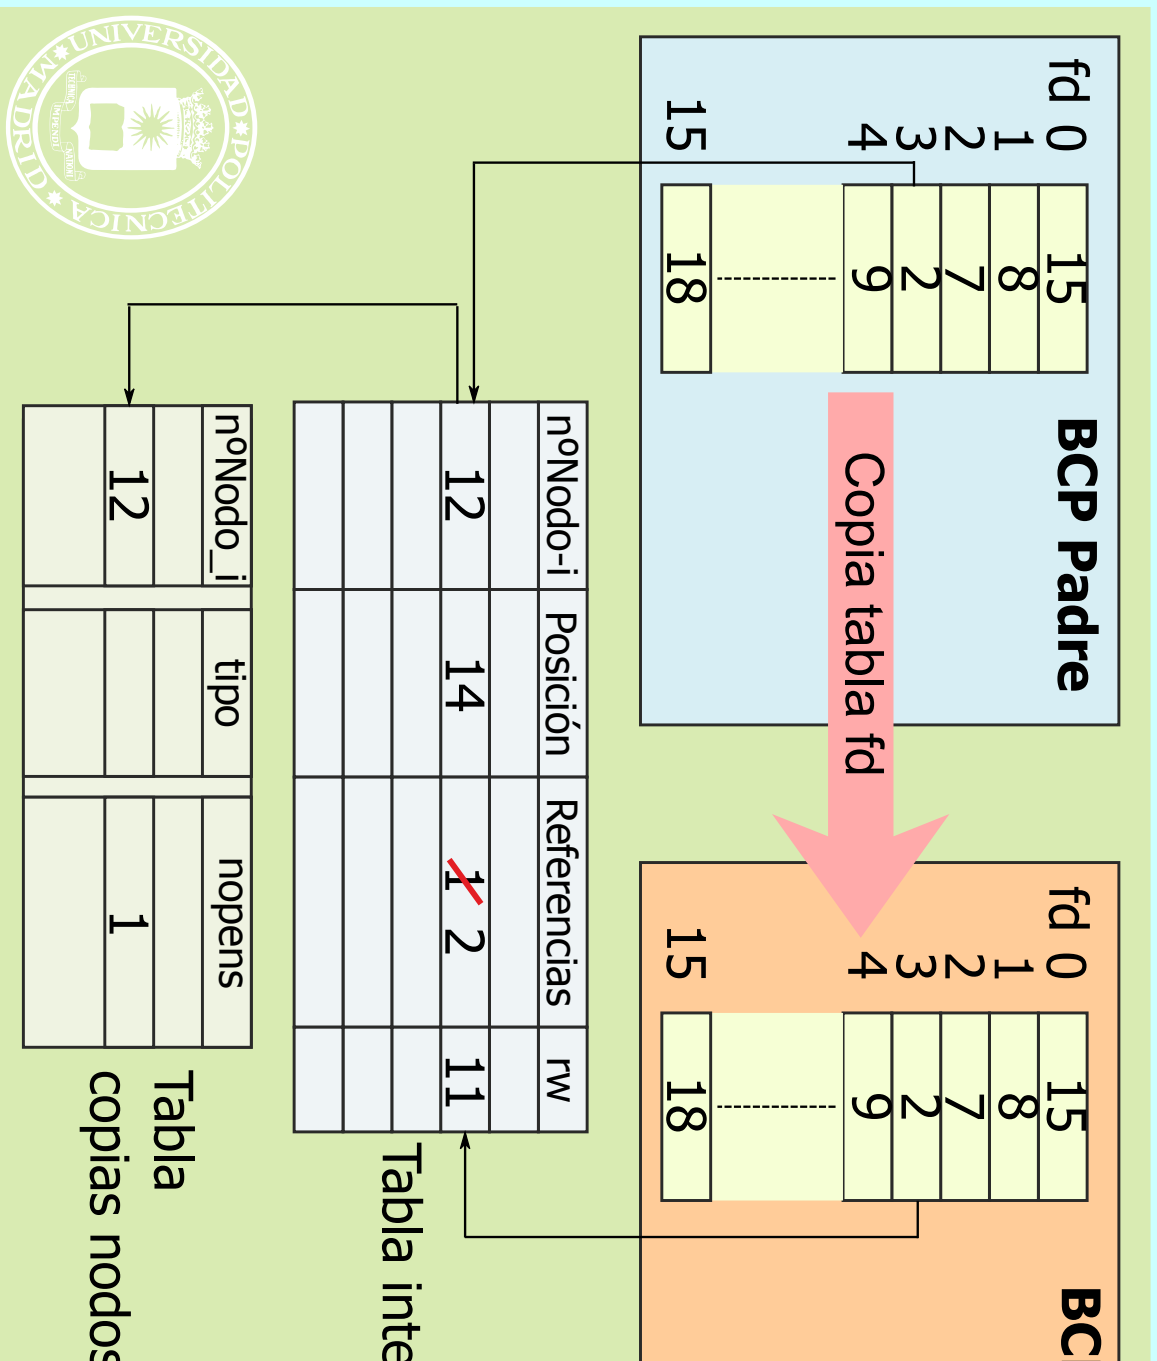 BCP Padre
fd 0 15
1 8
2 7
3 2
4 9
15 18
Copia tabla fd
BC
fd 0 15
1 8
2 7
3 2
4 9
15 18
nºNodo-i Posición Referencias rw
12 14 1 2 11
Tabla inte
nºNodo_i tipo nopens
12 1
Tabla
copias nodos
UNIVERSIDAD POLITECNICA
MADRID